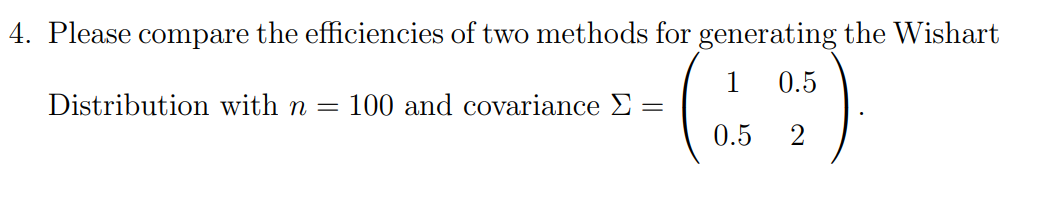 4. Please compare the efficiencies of two methods for generating the Wishart
Distribution with n = 100 and covariance Σ = ( 1 0.5
0.5 2 ).